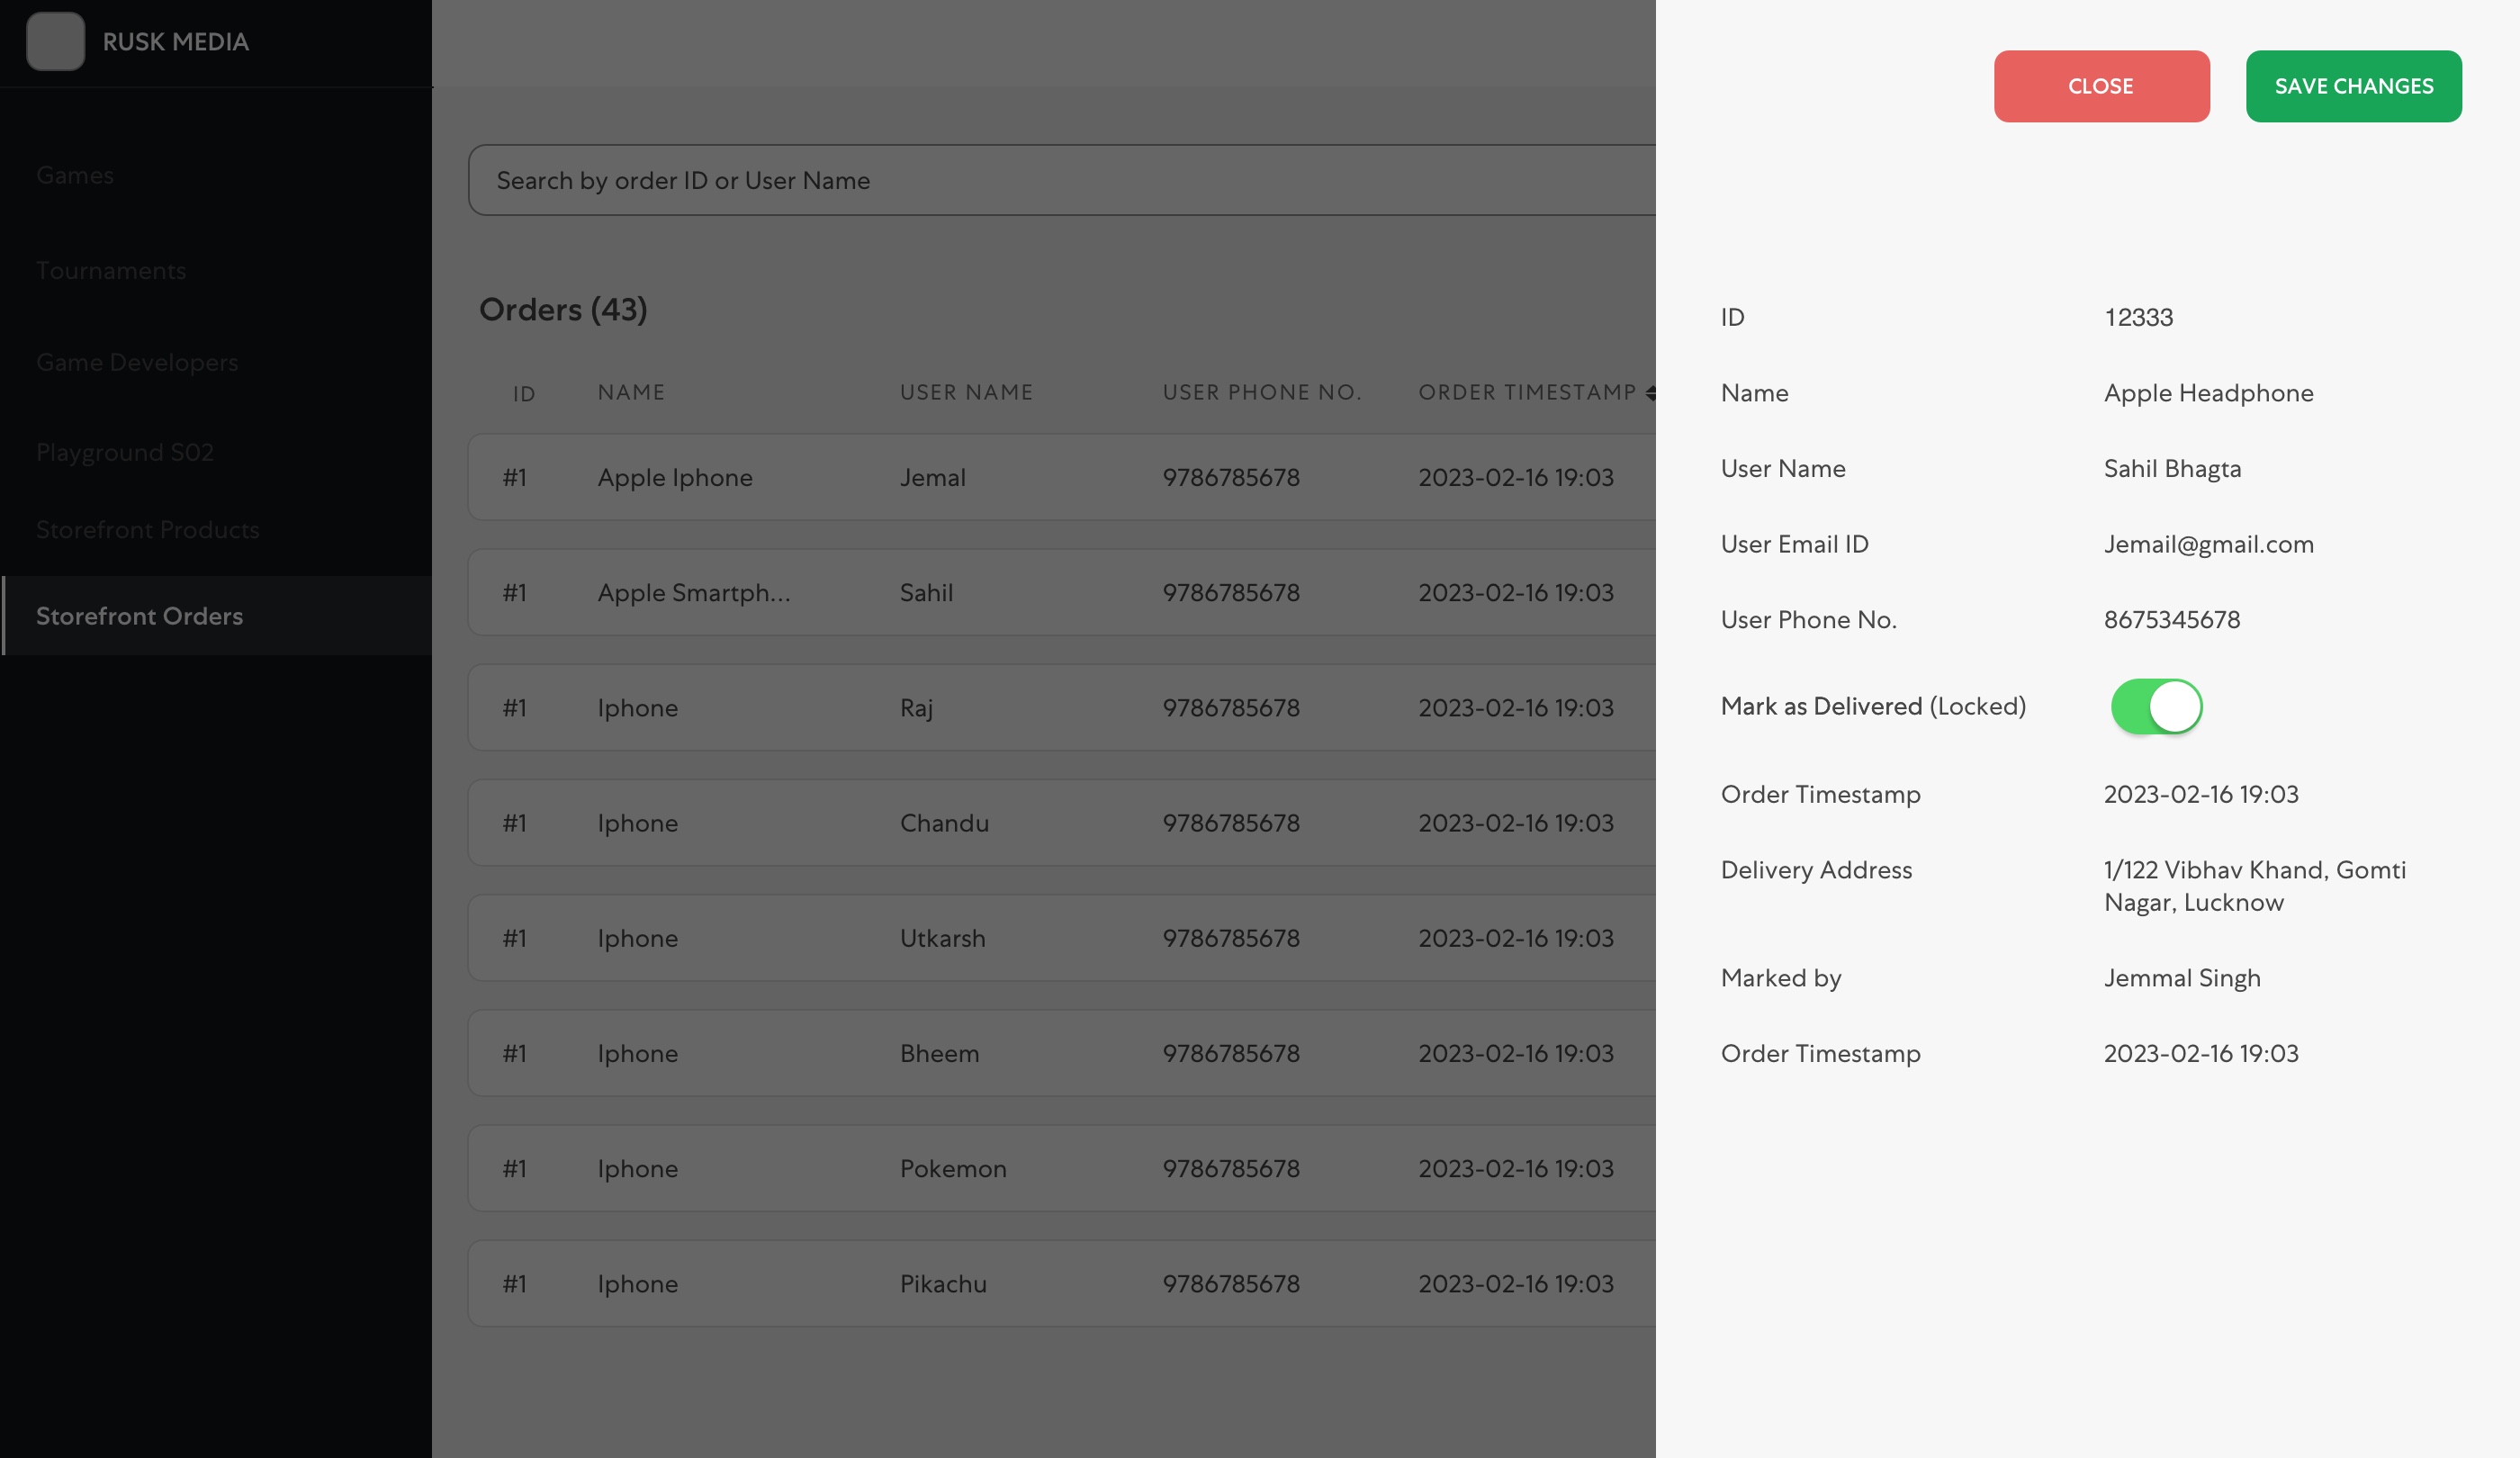 RUSK MEDIA
Games
Tournaments
Game Developers
Playground S02
Storefront Products
Storefront Orders
Search by order ID or User Name
Orders (43)
ID NAME USER NAME USER PHONE NO. ORDER TIMESTAMP
#1 Apple Iphone Jemal 9786785678 2023-02-16 19:03
#1 Apple Smartph... Sahil 9786785678 2023-02-16 19:03
#1 Iphone Raj 9786785678 2023-02-16 19:03
#1 Iphone Chandu 9786785678 2023-02-16 19:03
#1 Iphone Utkarsh 9786785678 2023-02-16 19:03
#1 Iphone Bheem 9786785678 2023-02-16 19:03
#1 Iphone Pokemon 9786785678 2023-02-16 19:03
#1 Iphone Pikachu 9786785678 2023-02-16 19:03
CLOSE SAVE CHANGES
ID 12333
Name Apple Headphone
User Name Sahil Bhagta
User Email ID Jemail@gmail.com
User Phone No. 8675345678
Mark as Delivered (Locked)
Order Timestamp 2023-02-16 19:03
Delivery Address 1/122 Vibhav Khand, Gomti
Nagar, Lucknow
Marked by Jemmal Singh
Order Timestamp 2023-02-16 19:03